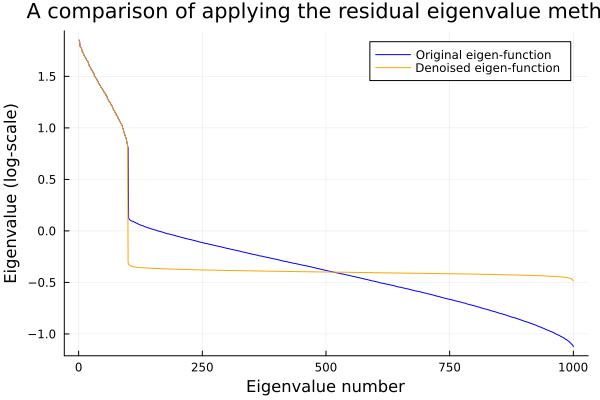 A comparison of applying the residual eigenvalue meth
Original eigen-function
Denoised eigen-function
Eigenvalue (log-scale)
1.5
1.0
0.5
0.0
−0.5
−1.0
0 250 500 750 1000
Eigenvalue number